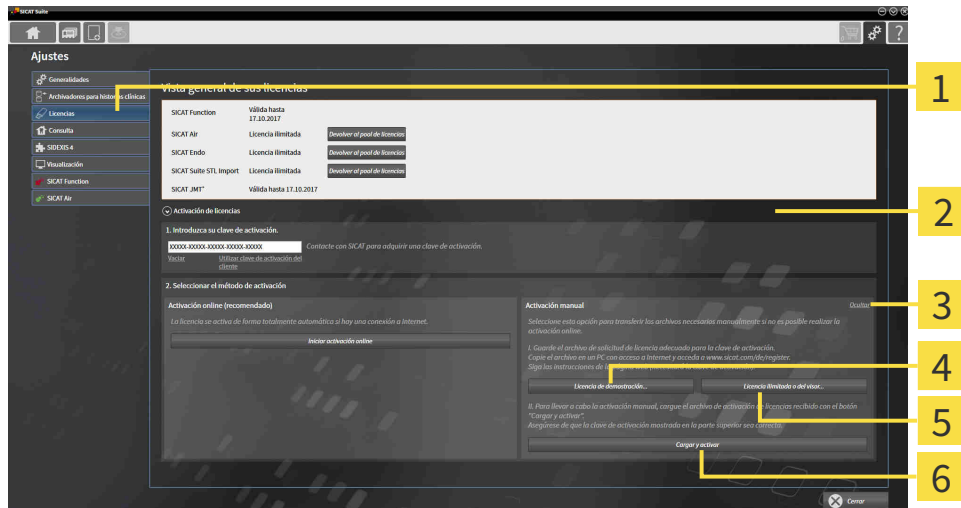 SICAT Suite
Ajustes
Generalidades
Archivadores para historias clínicas
Licencias
Consulta
SIDEXIS 4
Visualización
SICAT Function
SICAT Air
Vista general de sus licencias
SICAT Function Válida hasta
17.10.2017
SICAT Air Licencia ilimitada Devolver al pool de licencias
SICAT Endo Licencia ilimitada Devolver al pool de licencias
SICAT Suite STL Import Licencia ilimitada Devolver al pool de licencias
SICAT JMT+ Válida hasta 17.10.2017
Activación de licencias
1. Introduzca su clave de activación.
XXXXX-XXXXX-XXXXX-XXXXX-XXXXX Contacte con SICAT para adquirir una clave de activación.
Vaciar Utilizar clave de activación del
cliente
2. Seleccionar el método de activación
Activación online (recomendado)
La licencia se activa de forma totalmente automática si hay una conexión a Internet.
Iniciar activación online
Activación manual Ocultar
Seleccione esta opción para transferir los archivos necesarios manualmente si no es posible realizar la
activación online.
I. Guarde el archivo de solicitud de licencia adecuado para la clave de activación.
Copie el archivo en un PC con acceso a Internet y acceda a www.sicat.com/de/register.
Siga las instrucciones de la página web
Licencia de demostración... Licencia ilimitada o del visor...
II. Para llevar a cabo la activación manual, cargue el archivo de activación de licencias recibido con el botón
"Cargar y activar".
Asegúrese de que la clave de activación mostrada en la parte superior sea correcta.
Cargar y activar
Cerrar
1
2
3
4
5
6